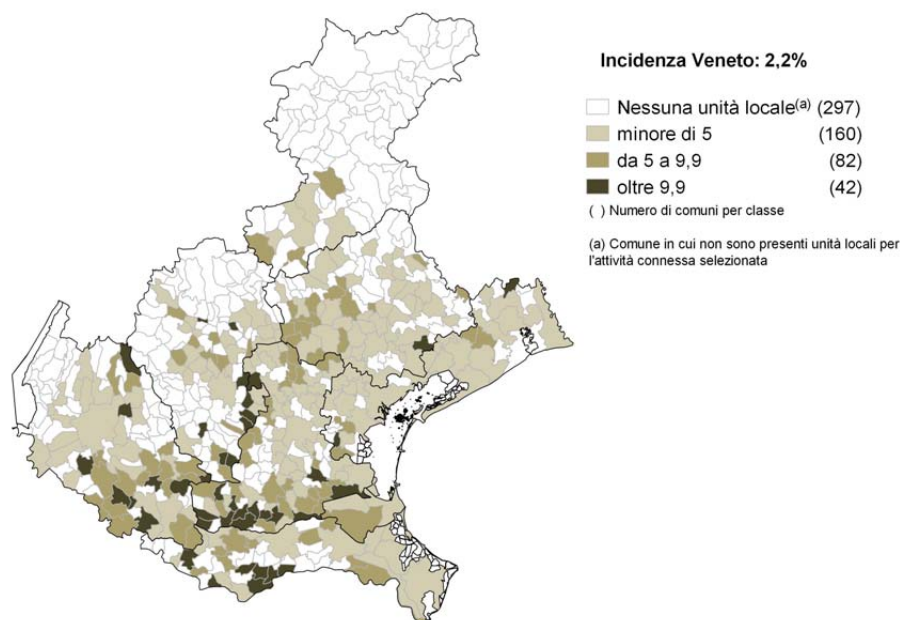 Incidenza Veneto: 2,2%
Nessuna unità locale(a) (297)
minore di 5 (160)
da 5 a 9,9 (82)
oltre 9,9 (42)
( ) Numero di comuni per classe
(a) Comune in cui non sono presenti unità locali per
l'attività connessa selezionata